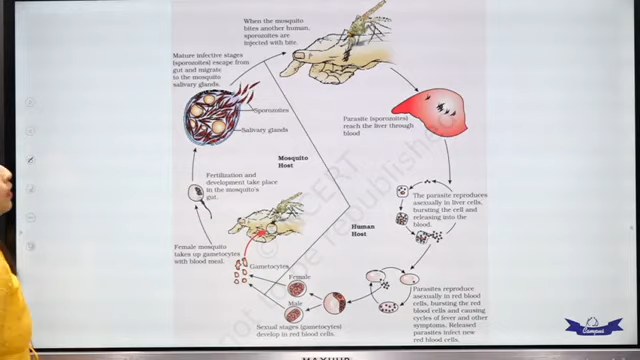 When the mosquito
bites another human,
sporozoites are
injected with bite.
Mature infective stages
(sporozoites) escape from
gut and migrate
to the mosquito
salivary glands.
Sporozoites
Salivary glands
Parasite (sporozoites)
reach the liver through
blood
Mosquito
Host
Fertilization and
development take place
in the mosquito's
gut.
The parasite reproduces
asexually in liver cells,
bursting the cell and
releasing into the
blood.
Human
Host
Female mosquito
takes up gametocytes
with blood meal.
Gametocytes
Female
Male
Sexual stages (gametocytes)
develop in red blood cells.
Parasites reproduce
asexually in red blood
cells, bursting the red
blood cells and causing
cycles of fever and other
symptoms. Released
parasites infect new
red blood cells.
not
be republished
Campus